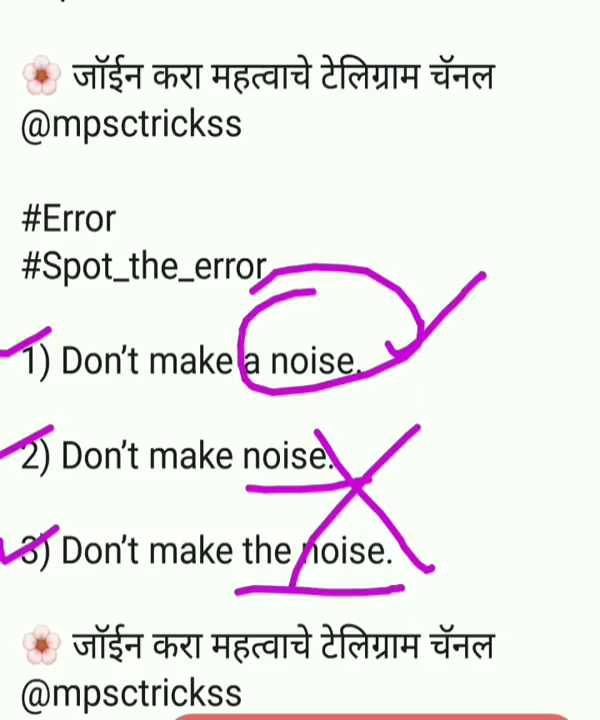 जॉईन करा महत्वाचे टेलिग्राम चॅनल
@mpsctrickss
#Error
#Spot_the_error
1) Don't make a noise.
2) Don't make noise.
3) Don't make the noise.
जॉईन करा महत्वाचे टेलिग्राम चॅनल
@mpsctrickss